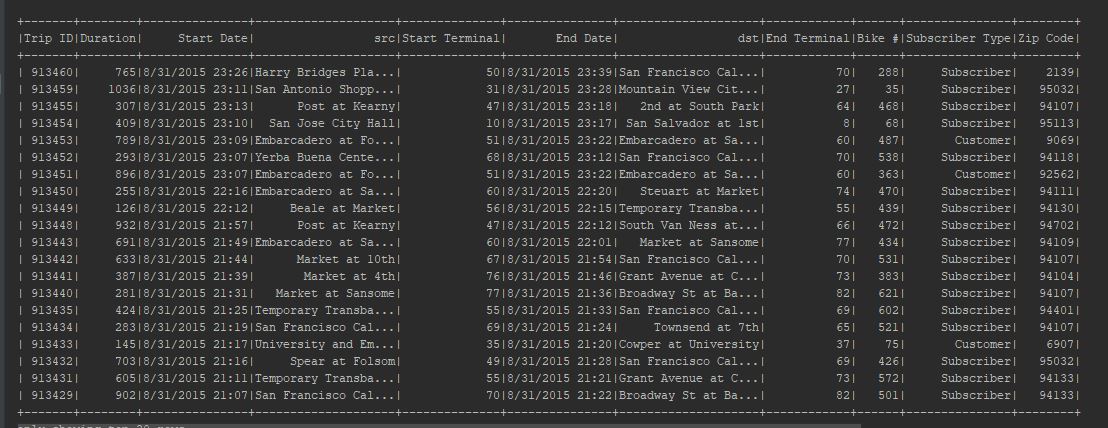 +-------+--------+---------------+--------------------+--------------+---------------+--------------------+------------+------+---------------+--------+
|Trip ID|Duration|     Start Date|                 src|Start Terminal|       End Date|                 dst|End Terminal|Bike #|Subscriber Type|Zip Code|
+-------+--------+---------------+--------------------+--------------+---------------+--------------------+------------+------+---------------+--------+
| 913460|     765|8/31/2015 23:26|Harry Bridges Pla...|            50|8/31/2015 23:39|San Francisco Cal...|          70|   288|     Subscriber|    2139|
| 913459|    1036|8/31/2015 23:11|San Antonio Shopp...|            31|8/31/2015 23:28|Mountain View Cit...|          27|    35|     Subscriber|   95032|
| 913455|     307|8/31/2015 23:13|      Post at Kearny|            47|8/31/2015 23:18|   2nd at South Park|          64|   468|     Subscriber|   94107|
| 913454|     409|8/31/2015 23:10|  San Jose City Hall|            10|8/31/2015 23:17| San Salvador at 1st|           8|    68|     Subscriber|   95113|
| 913453|     789|8/31/2015 23:09|Embarcadero at Fo...|            51|8/31/2015 23:22|Embarcadero at Sa...|          60|   487|       Customer|    9069|
| 913452|     293|8/31/2015 23:07|Yerba Buena Cente...|            68|8/31/2015 23:12|San Francisco Cal...|          70|   538|     Subscriber|   94118|
| 913451|     896|8/31/2015 23:07|Embarcadero at Fo...|            51|8/31/2015 23:22|Embarcadero at Sa...|          60|   363|       Customer|   92562|
| 913450|     255|8/31/2015 22:16|Embarcadero at Sa...|            60|8/31/2015 22:20|   Steuart at Market|          74|   470|     Subscriber|   94111|
| 913449|     126|8/31/2015 22:12|     Beale at Market|            56|8/31/2015 22:15|Temporary Transba...|          55|   439|     Subscriber|   94130|
| 913448|     932|8/31/2015 21:57|      Post at Kearny|            47|8/31/2015 22:12|South Van Ness at...|          66|   472|     Subscriber|   94702|
| 913443|     691|8/31/2015 21:49|Embarcadero at Sa...|            60|8/31/2015 22:01|   Market at Sansome|          77|   434|     Subscriber|   94109|
| 913442|     633|8/31/2015 21:44|      Market at 10th|            67|8/31/2015 21:54|San Francisco Cal...|          70|   531|     Subscriber|   94107|
| 913441|     387|8/31/2015 21:39|       Market at 4th|            76|8/31/2015 21:46|Grant Avenue at C...|          73|   383|     Subscriber|   94104|
| 913440|     281|8/31/2015 21:31|   Market at Sansome|            77|8/31/2015 21:36|Broadway St at Ba...|          82|   621|     Subscriber|   94107|
| 913435|     424|8/31/2015 21:25|Temporary Transba...|            55|8/31/2015 21:33|San Francisco Cal...|          69|   602|     Subscriber|   94401|
| 913434|     283|8/31/2015 21:19|San Francisco Cal...|            69|8/31/2015 21:24|     Townsend at 7th|          65|   521|     Subscriber|   94107|
| 913433|     145|8/31/2015 21:17|University and Em...|            35|8/31/2015 21:20|Cowper at University|          37|    75|       Customer|    6907|
| 913432|     703|8/31/2015 21:16|     Spear at Folsom|            49|8/31/2015 21:28|San Francisco Cal...|          69|   426|     Subscriber|   95032|
| 913431|     605|8/31/2015 21:11|Temporary Transba...|            55|8/31/2015 21:21|Grant Avenue at C...|          73|   572|     Subscriber|   94133|
| 913429|     902|8/31/2015 21:07|San Francisco Cal...|            70|8/31/2015 21:22|Broadway St at Ba...|          82|   501|     Subscriber|   94133|
+-------+--------+---------------+--------------------+--------------+---------------+--------------------+------------+------+---------------+--------+